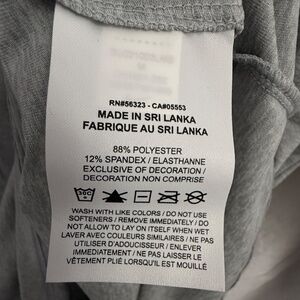 RN#56323 - CA#05553
MADE IN SRI LANKA
FABRIQUE AU SRI LANKA
88% POLYESTER
12% SPANDEX / ELASTHANNE
EXCLUSIVE OF DECORATION /
DECORATION NON COMPRISE
WASH WITH LIKE COLORS / DO NOT USE
SOFTENERS / REMOVE IMMEDIATELY / DO
NOT ALLOW TO LAY ON ITSELF WHEN WET
LAVER AVEC COULEURS SIMILAIRES / NE PAS
UTILISER D'ADOUCISSEUR / ENLEVER
IMMEDIATEMENT / NE PAS LAISSER LE
VÊTEMENT PLIÉ LORSQU'IL EST MOUILLÉ